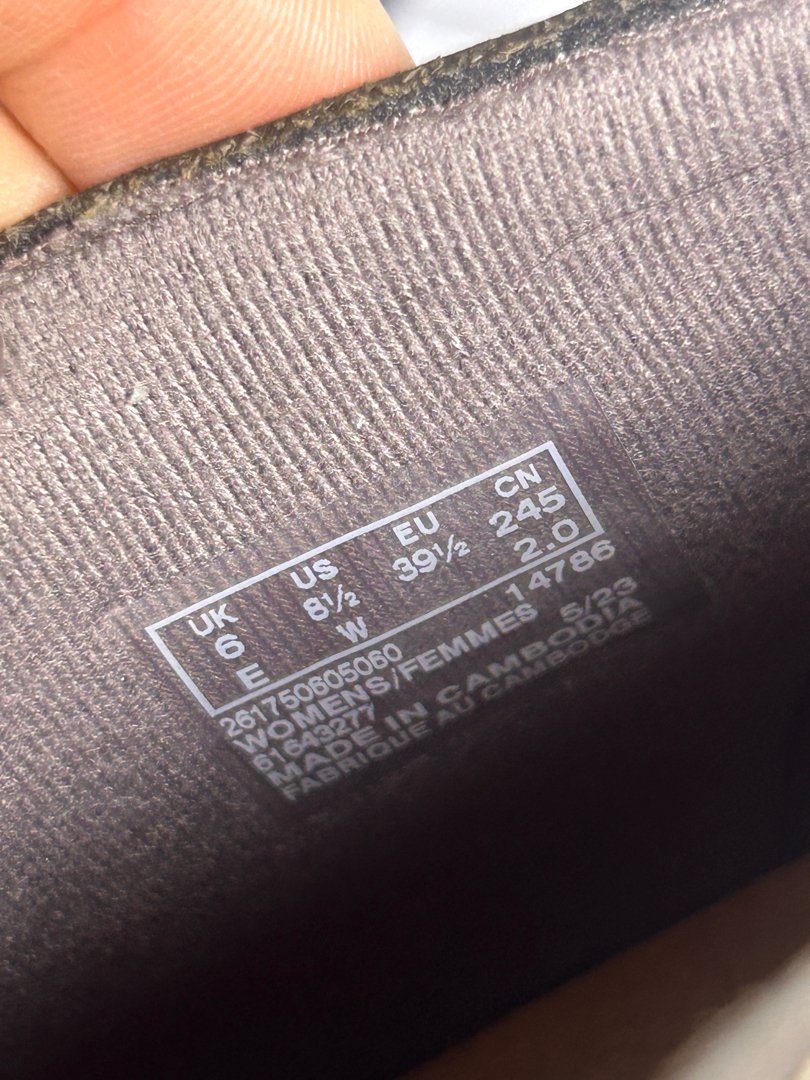 UK US EU CN
6 8½ 39½ 245
E W 2.0
261750605060 14786
WOMENS/FEMMES 5/23
61643277
MADE IN CAMBODIA
FABRIQUE AU CAMBODGE